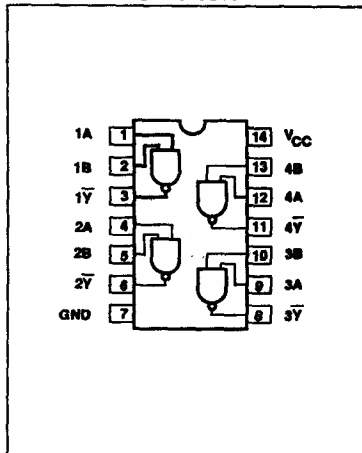 1A 1 14 VCC
1B 2 13 4B
1Y̅ 3 12 4A
2A 4 11 4Y̅
2B 5 10 3B
2Y̅ 6 9 3A
GND 7 8 3Y̅